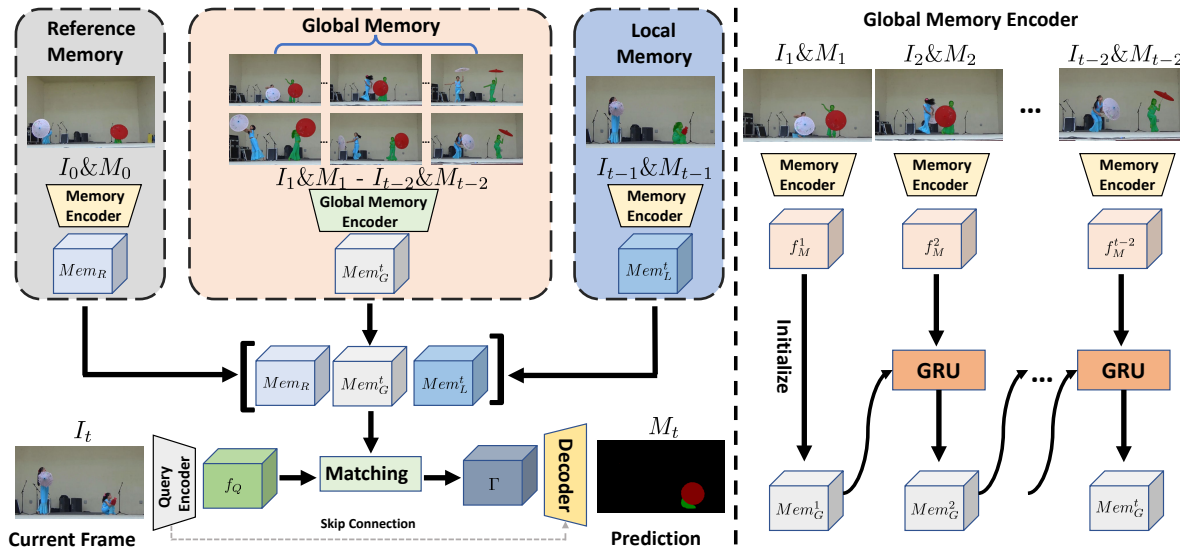 Reference
Memory
I_0&M_0
Memory
Encoder
Mem_R
Global Memory
... ...
... ...
I_1&M_1 - I_{t-2}&M_{t-2}
Global Memory
Encoder
Mem_G^t
Local
Memory
I_{t-1}&M_{t-1}
Memory
Encoder
Mem_L^t
[ Mem_R Mem_G^t Mem_L^t ]
I_t
Current Frame
Query
Encoder
f_Q
Matching
Γ
Decoder
Skip Connection
M_t
Prediction
Global Memory Encoder
I_1&M_1 I_2&M_2 ... I_{t-2}&M_{t-2}
Memory
Encoder
Memory
Encoder
Memory
Encoder
f_M^1 f_M^2 f_M^{t-2}
Initialize
GRU ... GRU
Mem_G^1 Mem_G^2 Mem_G^t